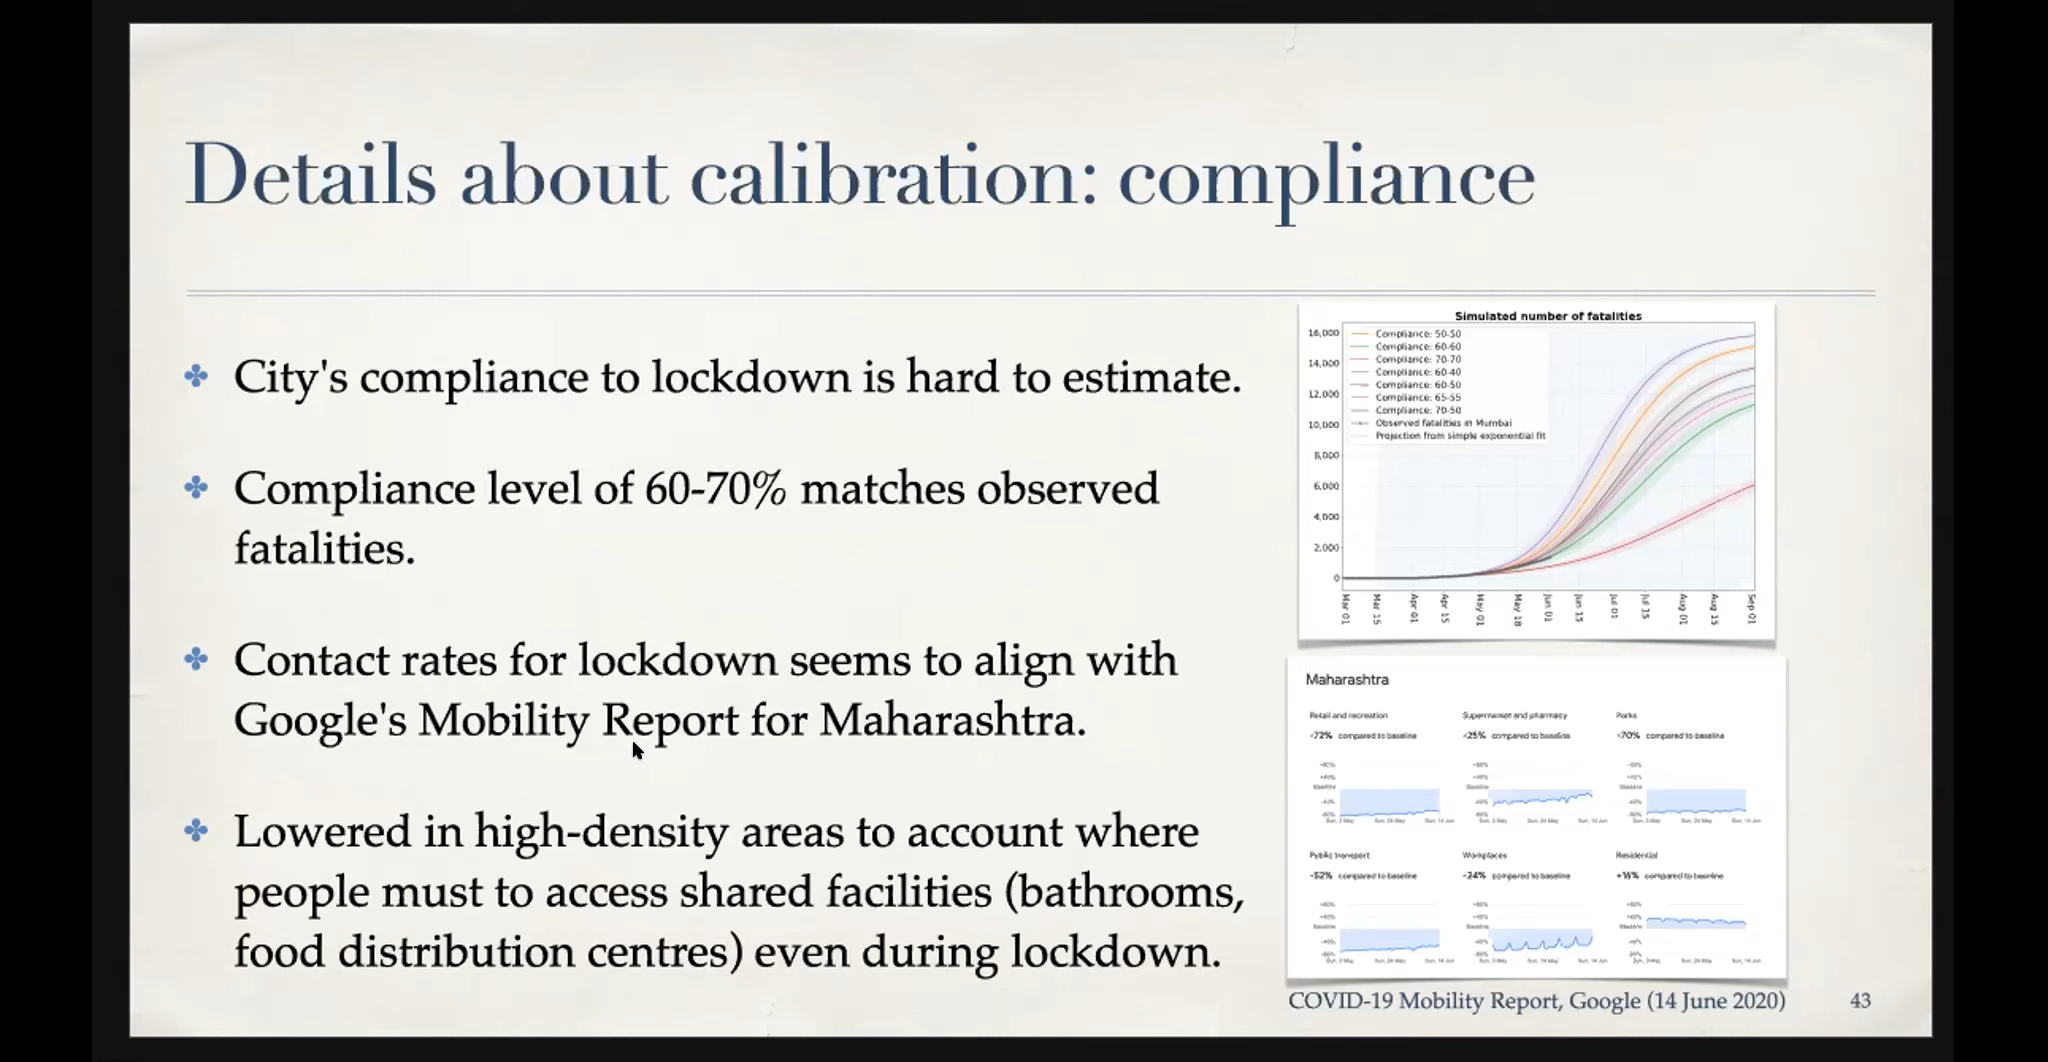 Details about calibration: compliance
City's compliance to lockdown is hard to estimate.
Compliance level of 60-70% matches observed
fatalities.
Contact rates for lockdown seems to align with
Google's Mobility Report for Maharashtra.
Lowered in high-density areas to account where
people must to access shared facilities (bathrooms,
food distribution centres) even during lockdown.
Simulated number of fatalities
Compliance: 50-50
Compliance: 60-60
Compliance: 70-70
Compliance: 60-40
Compliance: 60-50
Compliance: 65-55
Compliance: 70-50
Observed fatalities in Mumbai
Projection from simple exponential fit
16,000
14,000
12,000
10,000
8,000
6,000
4,000
2,000
0
Mar 01 Mar 15 Apr 01 Apr 15 May 01 May 18 Jun 01 Jun 15 Jul 01 Jul 15 Aug 01 Aug 15 Sep 01
Maharashtra
Retail and recreation Supermarket and pharmacy Parks
-72% compared to baseline -25% compared to baseline -70% compared to baseline
Public transport Workplaces Residential
-52% compared to baseline -24% compared to baseline +16% compared to baseline
COVID-19 Mobility Report, Google (14 June 2020) 43